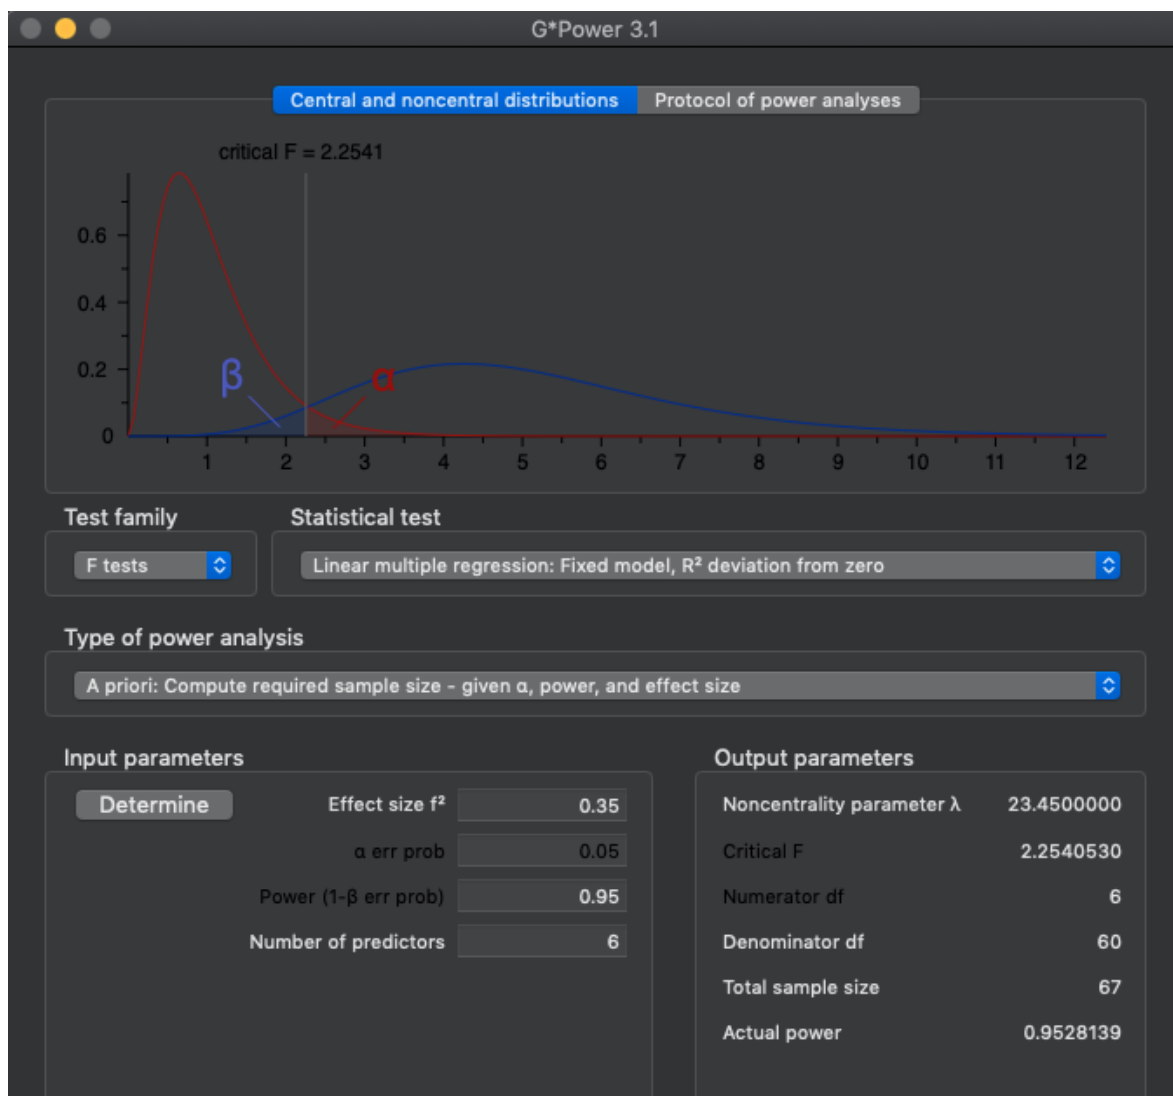 G*Power 3.1
Central and noncentral distributions Protocol of power analyses
critical F = 2.2541
0.6
0.4
0.2
0
β
α
1 2 3 4 5 6 7 8 9 10 11 12
Test family
F tests
Statistical test
Linear multiple regression: Fixed model, R² deviation from zero
Type of power analysis
A priori: Compute required sample size - given α, power, and effect size
Input parameters
Determine
Effect size f² 0.35
α err prob 0.05
Power (1-β err prob) 0.95
Number of predictors 6
Output parameters
Noncentrality parameter λ 23.4500000
Critical F 2.2540530
Numerator df 6
Denominator df 60
Total sample size 67
Actual power 0.9528139